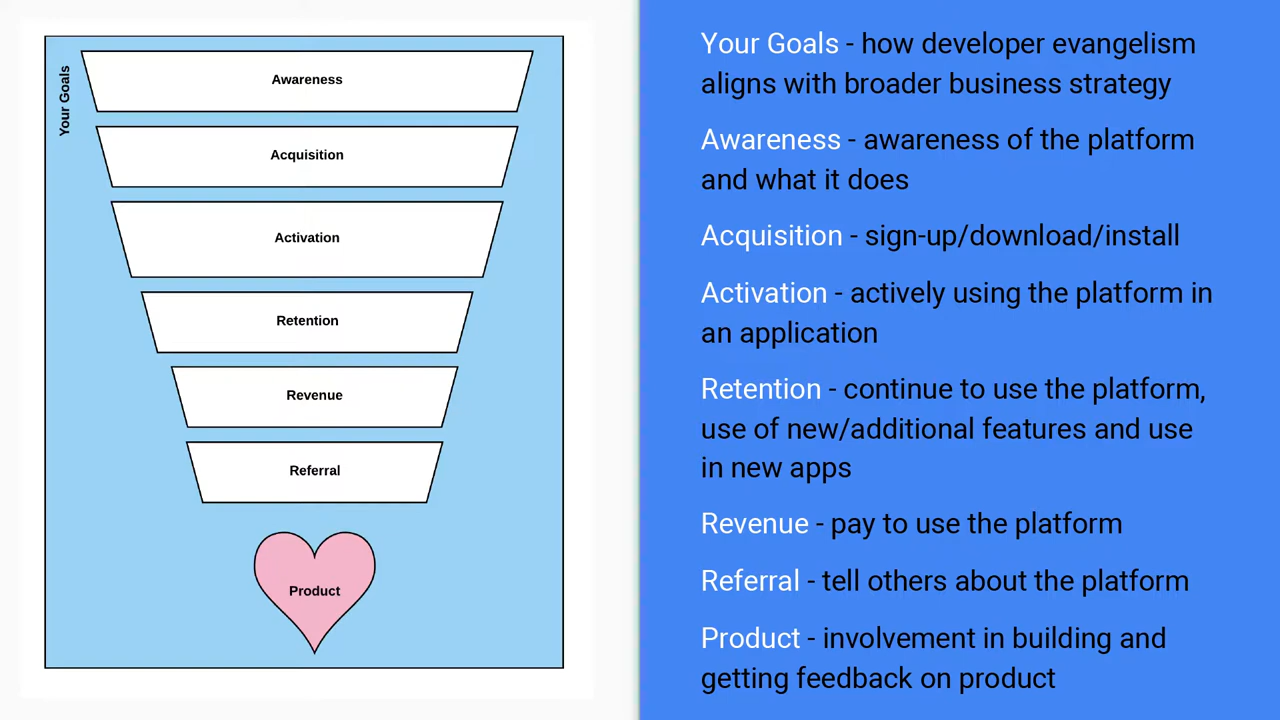 Your Goals
Awareness
Acquisition
Activation
Retention
Revenue
Referral
Product
Your Goals - how developer evangelism
aligns with broader business strategy
Awareness - awareness of the platform
and what it does
Acquisition - sign-up/download/install
Activation - actively using the platform in
an application
Retention - continue to use the platform,
use of new/additional features and use
in new apps
Revenue - pay to use the platform
Referral - tell others about the platform
Product - involvement in building and
getting feedback on product